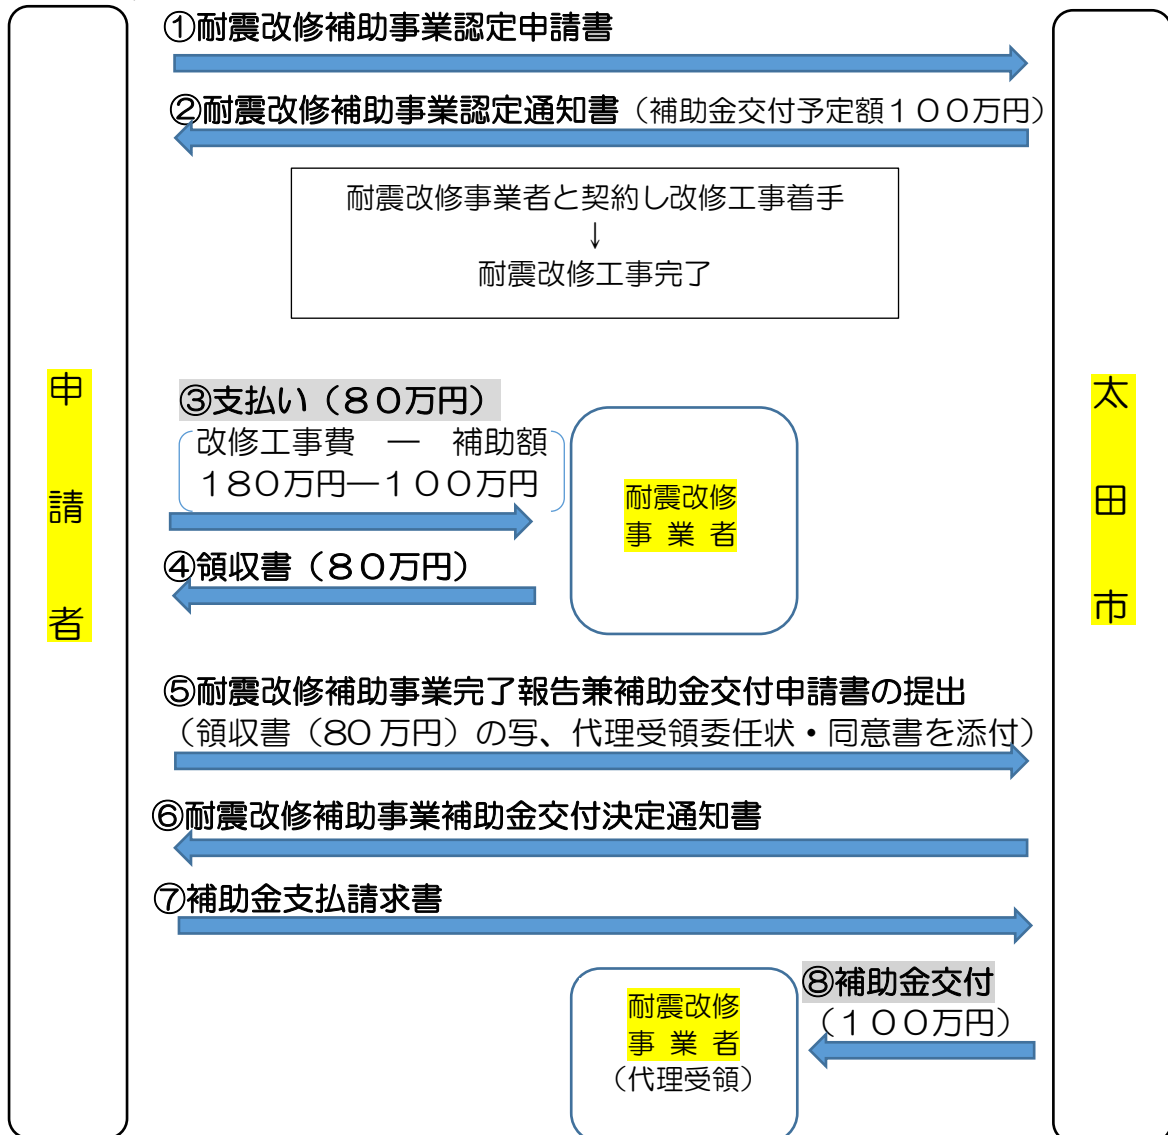 ①耐震改修補助事業認定申請書
②耐震改修補助事業認定通知書（補助金交付予定額１００万円）
耐震改修事業者と契約し改修工事着手
↓
耐震改修工事完了
申請者
太田市
③支払い（８０万円）
改修工事費　―　補助額
１８０万円―１００万円
耐震改修
事業者
④領収書（８０万円）
⑤耐震改修補助事業完了報告兼補助金交付申請書の提出
（領収書（80万円）の写、代理受領委任状・同意書を添付）
⑥耐震改修補助事業補助金交付決定通知書
⑦補助金支払請求書
⑧補助金交付
（１００万円）
耐震改修
事業者
（代理受領）